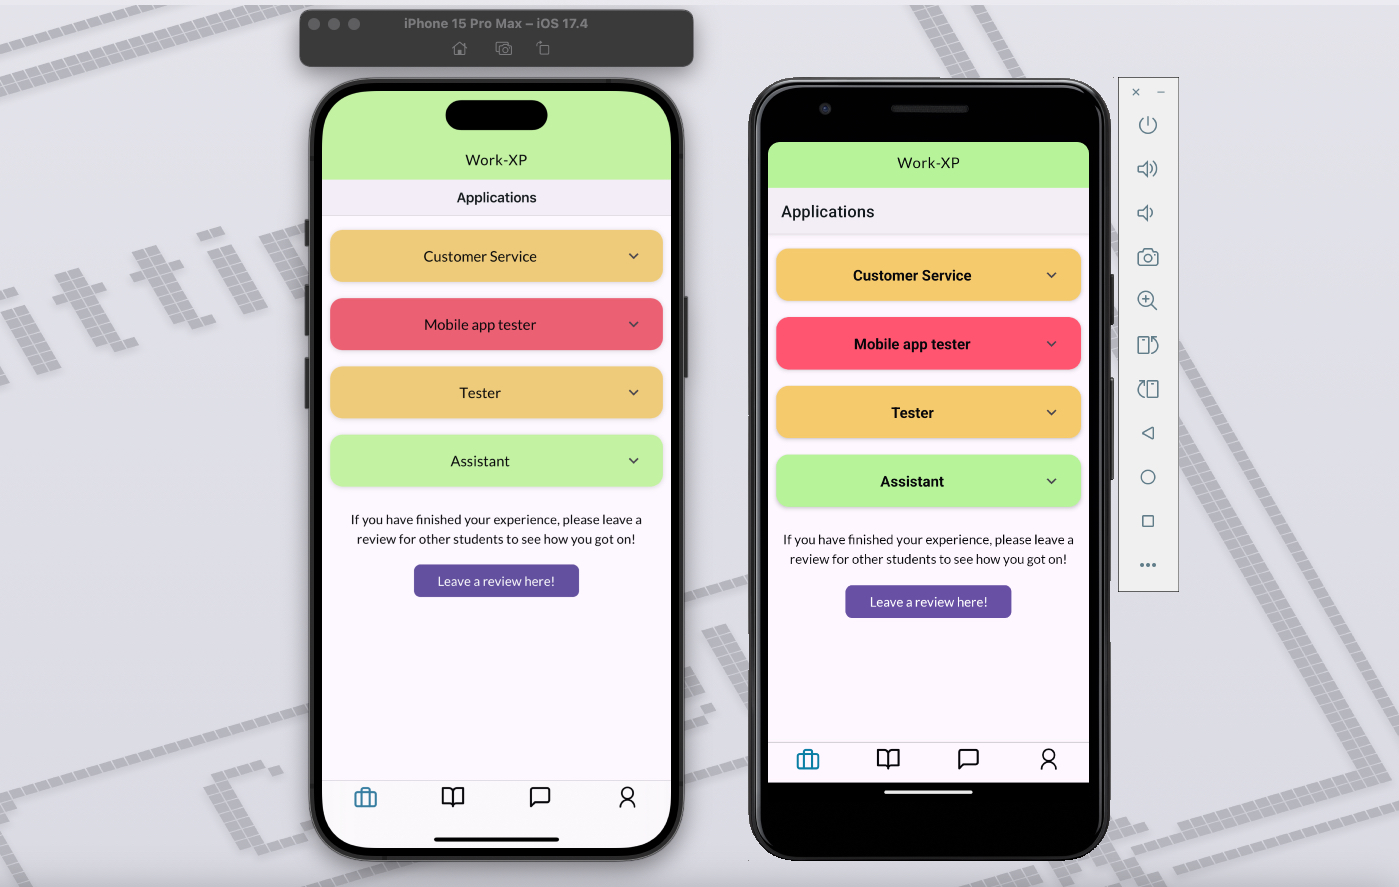 iPhone 15 Pro Max – iOS 17.4
Work-XP
Applications
Customer Service
Mobile app tester
Tester
Assistant
If you have finished your experience, please leave a
review for other students to see how you got on!
Leave a review here!
Work-XP
Applications
Customer Service
Mobile app tester
Tester
Assistant
If you have finished your experience, please leave a
review for other students to see how you got on!
Leave a review here!